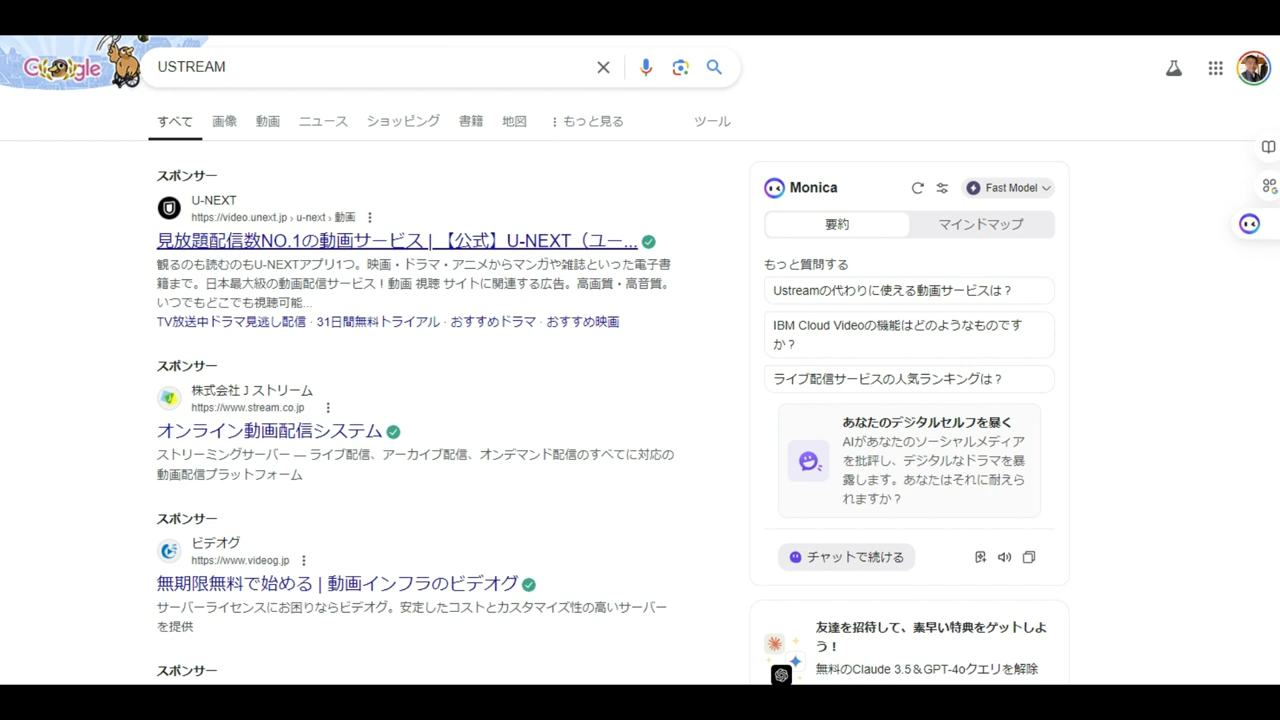 Google
USTREAM
すべて
画像
動画
ニュース
ショッピング
書籍
地図
もっと見る
ツール
スポンサー
U-NEXT
https://video.unext.jp › u-next › 動画
見放題配信数NO.1の動画サービス | 【公式】U-NEXT（ユー...
観るのも読むのもU-NEXTアプリ1つ。映画・ドラマ・アニメからマンガや雑誌といった電子書
籍まで。日本最大級の動画配信サービス！動画 視聴 サイトに関連する広告。高画質・高音質。
いつでもどこでも視聴可能...
TV放送中ドラマ見逃し配信 · 31日間無料トライアル · おすすめドラマ · おすすめ映画
スポンサー
株式会社Ｊストリーム
https://www.stream.co.jp
オンライン動画配信システム
ストリーミングサーバー — ライブ配信、アーカイブ配信、オンデマンド配信のすべてに対応の
動画配信プラットフォーム
スポンサー
ビデオグ
https://www.videog.jp
無期限無料で始める | 動画インフラのビデオグ
サーバーライセンスにお困りならビデオグ。安定したコストとカスタマイズ性の高いサーバー
を提供
スポンサー
Monica
Fast Model
要約
マインドマップ
もっと質問する
Ustreamの代わりに使える動画サービスは？
IBM Cloud Videoの機能はどのようなものです
か？
ライブ配信サービスの人気ランキングは？
あなたのデジタルセルフを暴く
AIがあなたのソーシャルメディア
を批評し、デジタルなドラマを暴
露します。あなたはそれに耐えら
れますか？
チャットで続ける
友達を招待して、素早い特典をゲットしよ
う！
無料のClaude 3.5＆GPT-4oクエリを解除